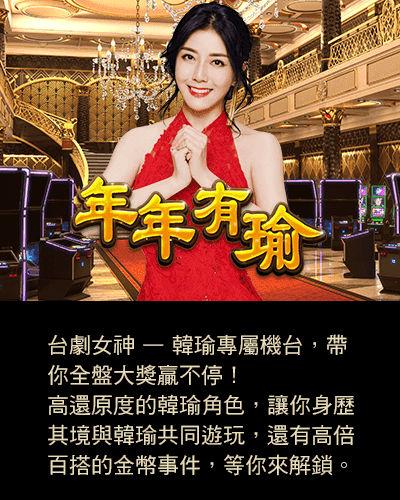 年年有瑜
台劇女神 — 韓瑜專屬機台，帶
你全盤大獎贏不停！
高還原度的韓瑜角色，讓你身歷
其境與韓瑜共同遊玩，還有高倍
百搭的金幣事件，等你來解鎖。